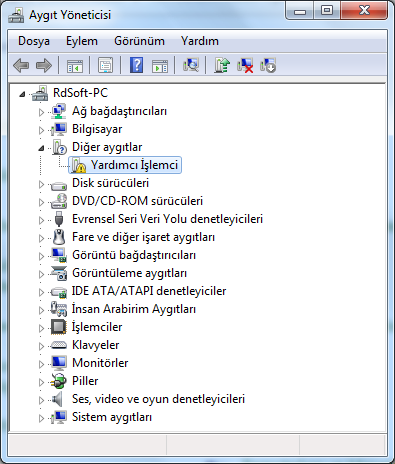 Aygıt Yöneticisi
Dosya Eylem Görünüm Yardım
RdSoft-PC
Ağ bağdaştırıcıları
Bilgisayar
Diğer aygıtlar
Yardımcı İşlemci
Disk sürücüleri
DVD/CD-ROM sürücüleri
Evrensel Seri Veri Yolu denetleyicileri
Fare ve diğer işaret aygıtları
Görüntü bağdaştırıcıları
Görüntüleme aygıtları
IDE ATA/ATAPI denetleyiciler
İnsan Arabirim Aygıtları
İşlemciler
Klavyeler
Monitörler
Piller
Ses, video ve oyun denetleyicileri
Sistem aygıtları